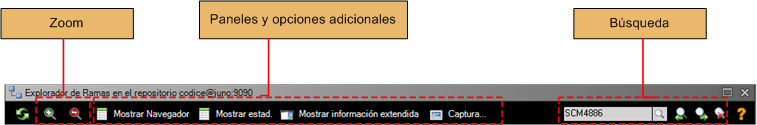 Zoom
Paneles y opciones adicionales
Búsqueda
Explorador de Ramas en el repositorio codice@juno:9090
Mostrar Navegador
Mostrar estad.
Mostrar información extendida
Captura...
SCM4886